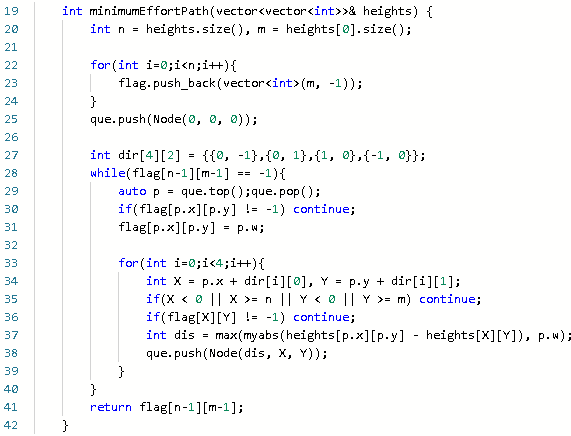 19 int minimumEffortPath(vector<vector<int>>& heights) {
20 int n = heights.size(), m = heights[0].size();
21
22 for(int i=0;i<n;i++){
23 flag.push_back(vector<int>(m, -1));
24 }
25 que.push(Node(0, 0, 0));
26
27 int dir[4][2] = {{0, -1},{0, 1},{1, 0},{-1, 0}};
28 while(flag[n-1][m-1] == -1){
29 auto p = que.top();que.pop();
30 if(flag[p.x][p.y] != -1) continue;
31 flag[p.x][p.y] = p.w;
32
33 for(int i=0;i<4;i++){
34 int X = p.x + dir[i][0], Y = p.y + dir[i][1];
35 if(X < 0 || X >= n || Y < 0 || Y >= m) continue;
36 if(flag[X][Y] != -1) continue;
37 int dis = max(myabs(heights[p.x][p.y] - heights[X][Y]), p.w);
38 que.push(Node(dis, X, Y));
39 }
40 }
41 return flag[n-1][m-1];
42 }